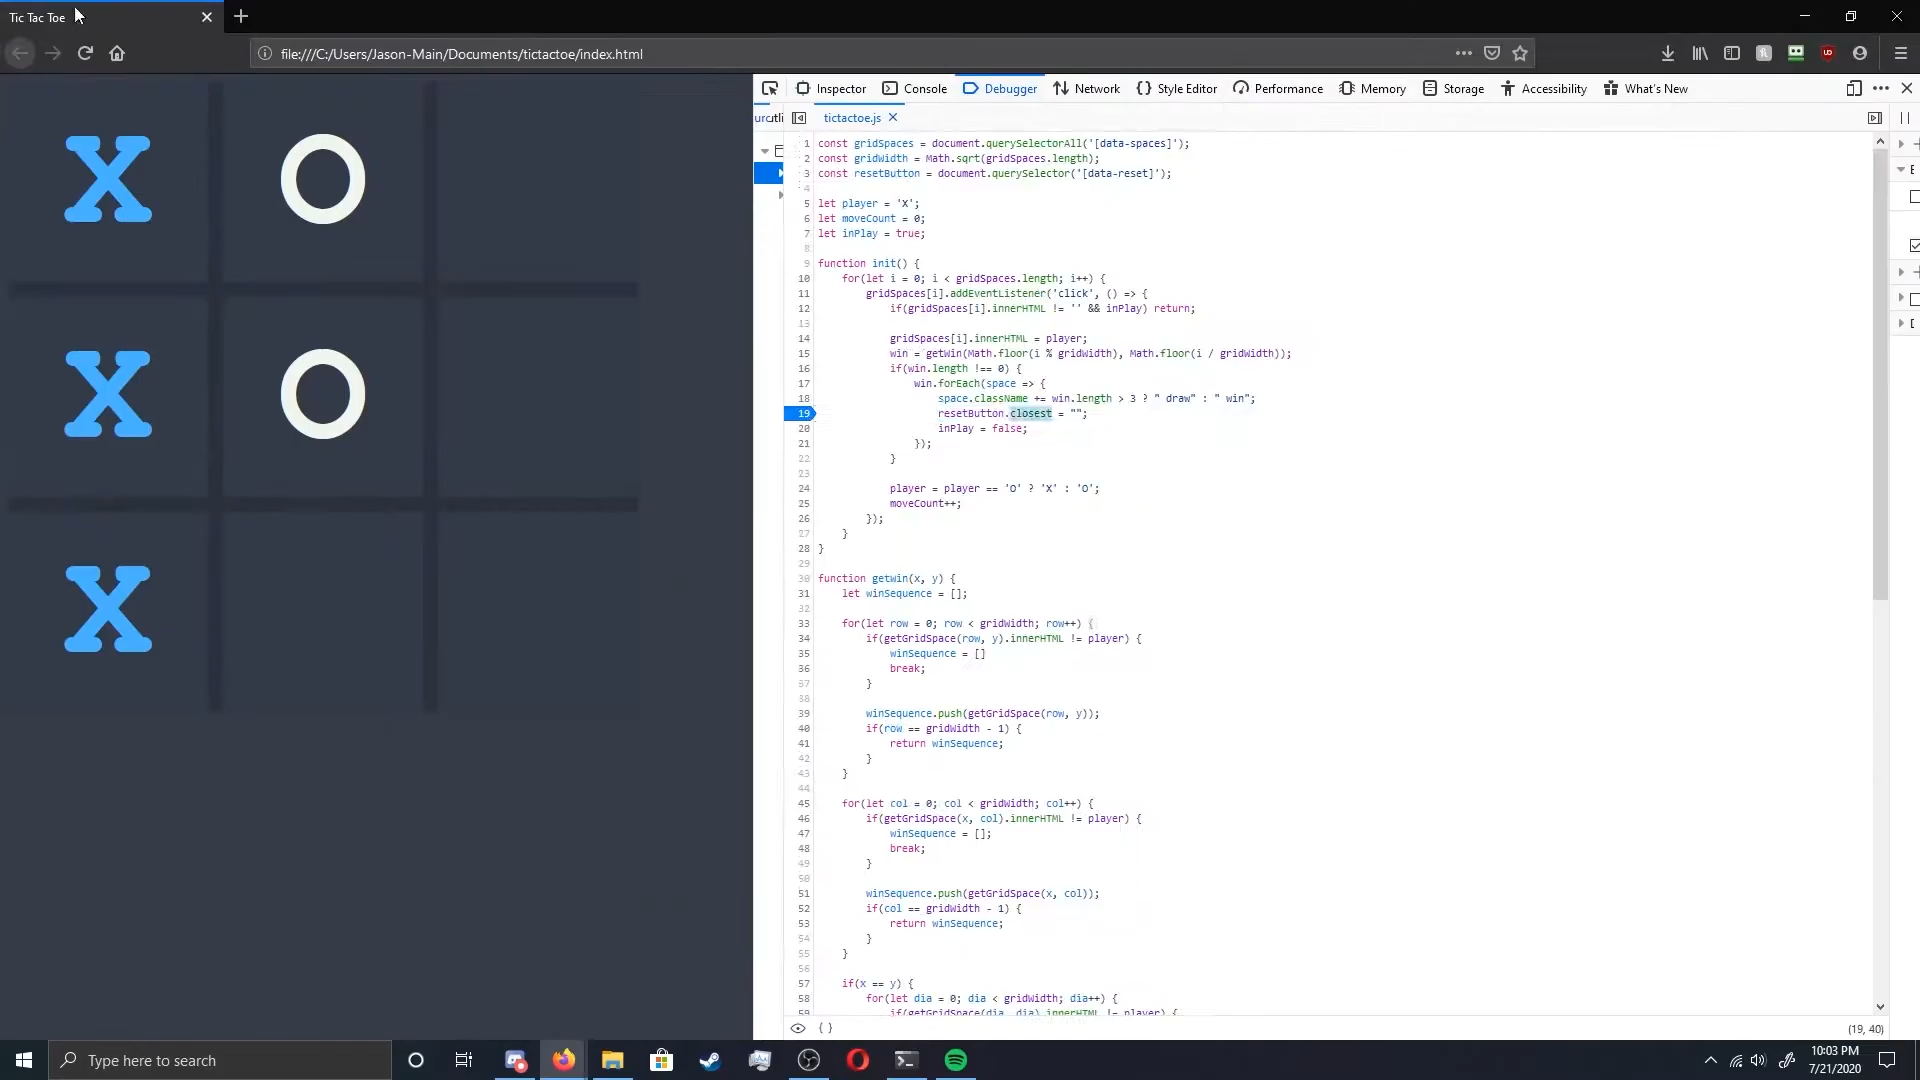 Tic Tac Toe
file:///C:/Users/Jason-Main/Documents/tictactoe/index.html
Inspector Console Debugger Network Style Editor Performance Memory Storage Accessibility What's New
tictactoe.js
X O
X O
X
1 const gridSpaces = document.querySelectorAll('[data-spaces]');
2 const gridWidth = Math.sqrt(gridSpaces.length);
3 const resetButton = document.querySelector('[data-reset]');
4
5 let player = 'X';
6 let moveCount = 0;
7 let inPlay = true;
8
9 function init() {
10 for(let i = 0; i < gridSpaces.length; i++) {
11 gridSpaces[i].addEventListener('click', () => {
12 if(gridSpaces[i].innerHTML != '' && inPlay) return;
13
14 gridSpaces[i].innerHTML = player;
15 win = getWin(Math.floor(i % gridWidth), Math.floor(i / gridWidth));
16 if(win.length !== 0) {
17 win.forEach(space => {
18 space.className += win.length > 3 ? " draw" : " win";
19 resetButton.closest = "";
20 inPlay = false;
21 });
22 }
23
24 player = player == 'O' ? 'X' : 'O';
25 moveCount++;
26 });
27 }
28 }
29
30 function getWin(x, y) {
31 let winSequence = [];
32
33 for(let row = 0; row < gridWidth; row++) {
34 if(getGridSpace(row, y).innerHTML != player) {
35 winSequence = []
36 break;
37 }
38
39 winSequence.push(getGridSpace(row, y));
40 if(row == gridWidth - 1) {
41 return winSequence;
42 }
43 }
44
45 for(let col = 0; col < gridWidth; col++) {
46 if(getGridSpace(x, col).innerHTML != player) {
47 winSequence = [];
48 break;
49 }
50
51 winSequence.push(getGridSpace(x, col));
52 if(col == gridWidth - 1) {
53 return winSequence;
54 }
55 }
56
57 if(x == y) {
58 for(let dia = 0; dia < gridWidth; dia++) {
59 if(getGridSpace(dia, dia).innerHTML != player) {
{ } (19, 40)
Type here to search
10:03 PM
7/21/2020